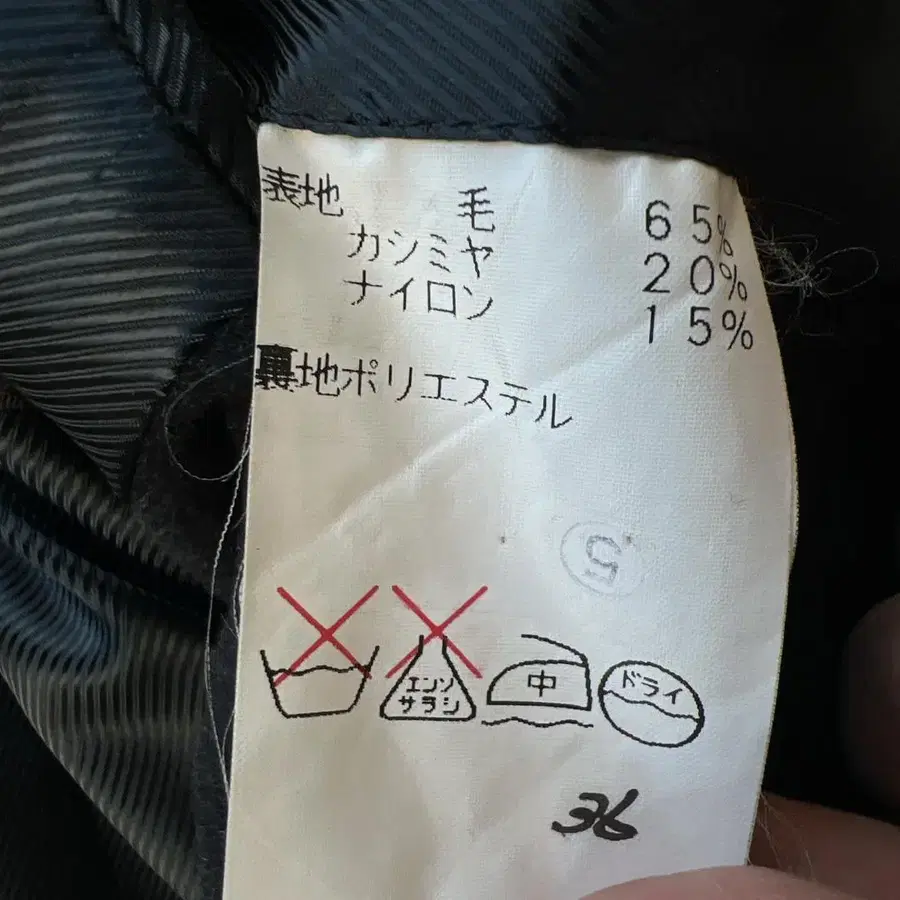 表地 毛 65%
カシミヤ 20%
ナイロン 15%
裏地ポリエステル
5
エンソ
サラシ
中
ドライ
36